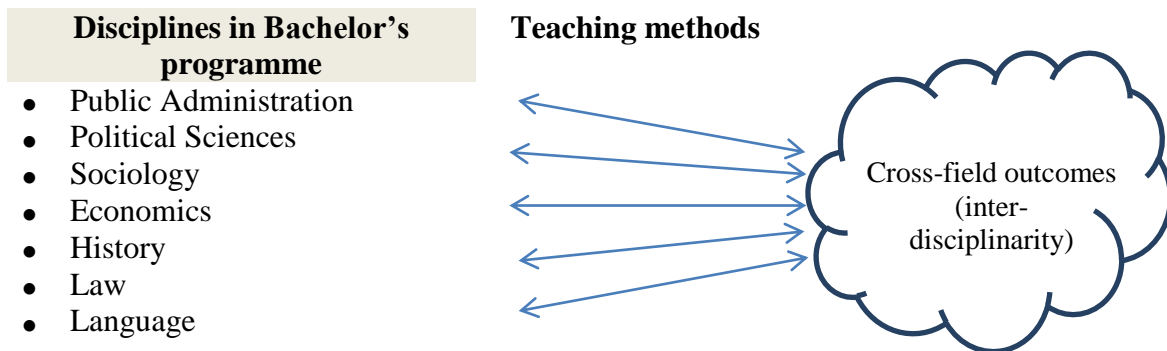 Disciplines in Bachelor’s
programme
● Public Administration
● Political Sciences
● Sociology
● Economics
● History
● Law
● Language
Teaching methods
Cross-field outcomes
(inter-
disciplinarity)